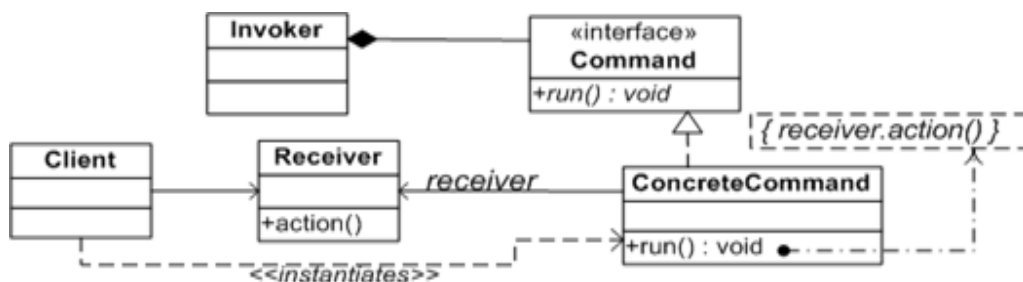 Invoker
«interface»
Command
+run() : void
{ receiver.action() }
Client
Receiver
+action()
receiver
ConcreteCommand
+run() : void
<<instantiates>>